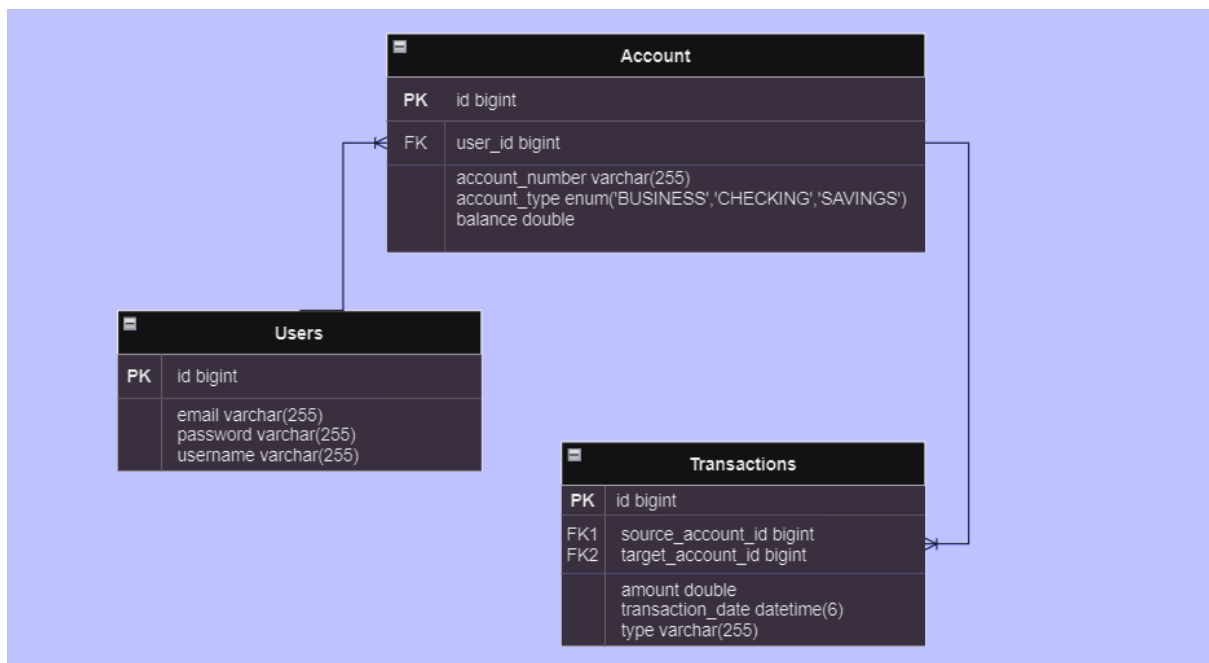 Account
PK id bigint
FK user_id bigint
account_number varchar(255)
account_type enum('BUSINESS','CHECKING','SAVINGS')
balance double
Users
PK id bigint
email varchar(255)
password varchar(255)
username varchar(255)
Transactions
PK id bigint
FK1 source_account_id bigint
FK2 target_account_id bigint
amount double
transaction_date datetime(6)
type varchar(255)